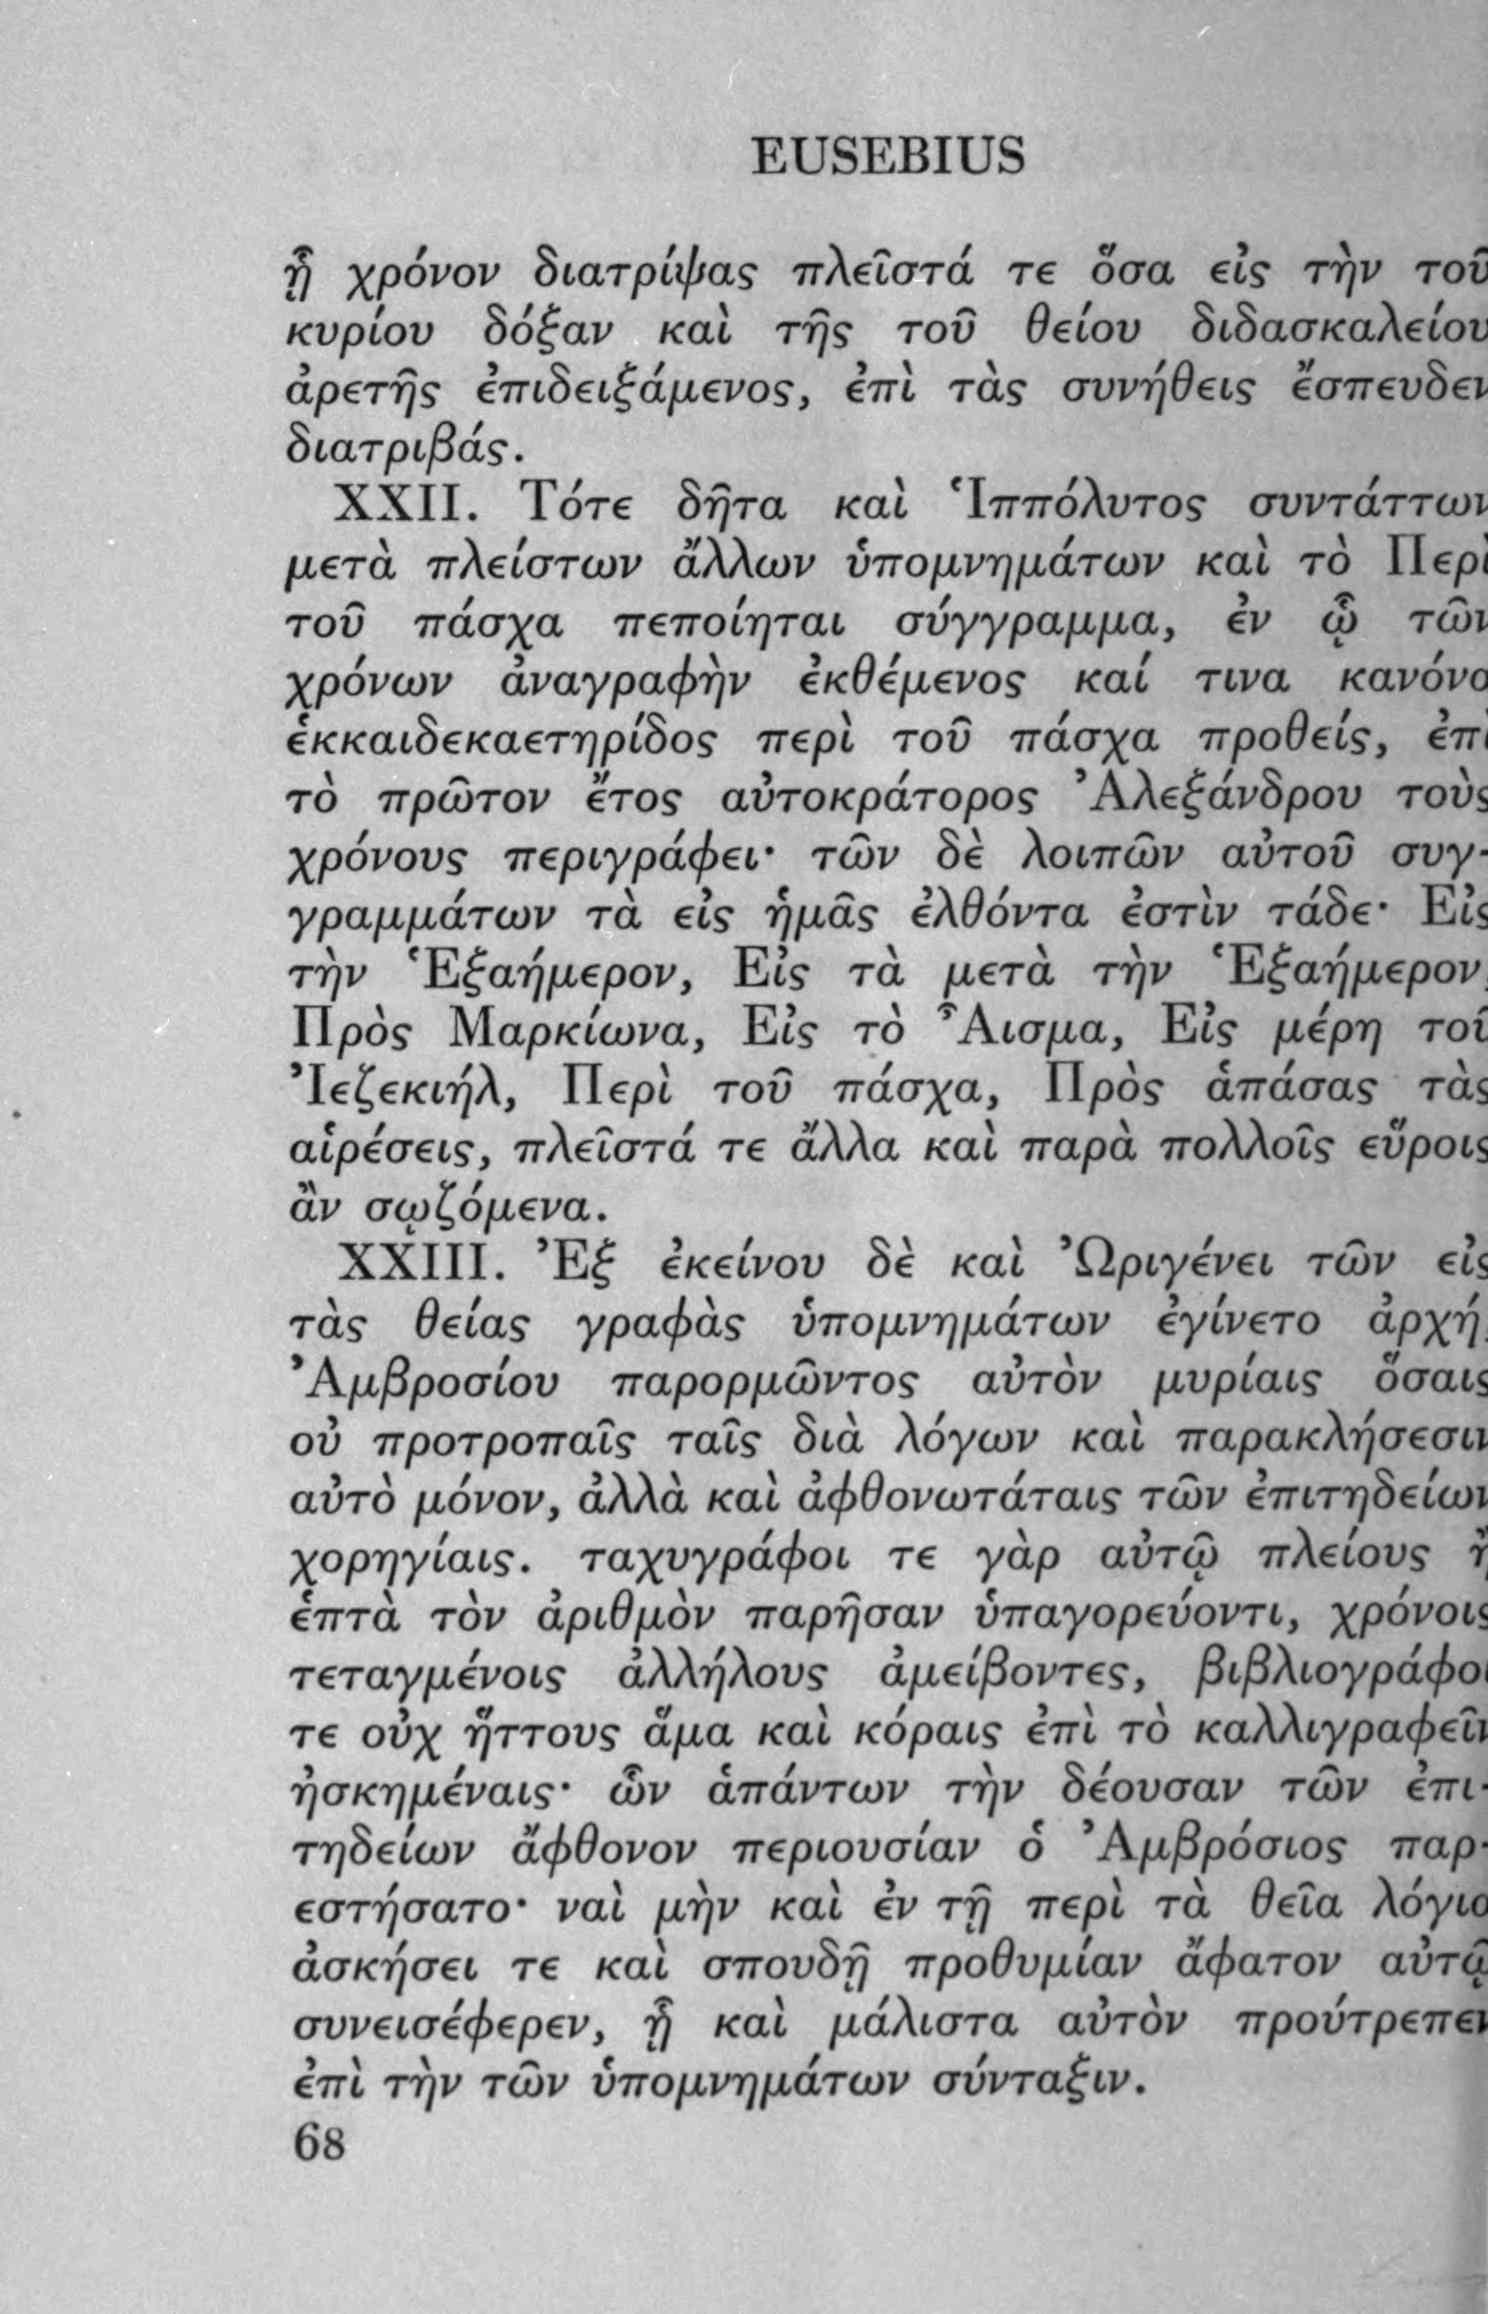 EUSEBIUS
ᾗ χρόνον διατρίψας πλεῖστά τε ὅσα εἰς τὴν τοῦ
κυρίου δόξαν καὶ τῆς τοῦ θείου διδασκαλείου
ἀρετῆς ἐπιδειξάμενος, ἐπὶ τὰς συνήθεις ἔσπευδεν
διατριβάς.
XXII. Τότε δῆτα καὶ Ἱππόλυτος συντάττων
μετὰ πλείστων ἄλλων ὑπομνημάτων καὶ τὸ Περὶ
τοῦ πάσχα πεποίηται σύγγραμμα, ἐν ᾧ τῶν
χρόνων ἀναγραφὴν ἐκθέμενος καί τινα κανόνα
ἑκκαιδεκαετηρίδος περὶ τοῦ πάσχα προθείς, ἐπὶ
τὸ πρῶτον ἔτος αὐτοκράτορος Ἀλεξάνδρου τοὺς
χρόνους περιγράφει· τῶν δὲ λοιπῶν αὐτοῦ συγ-
γραμμάτων τὰ εἰς ἡμᾶς ἐλθόντα ἐστὶν τάδε· Εἰς
τὴν Ἑξαήμερον, Εἰς τὰ μετὰ τὴν Ἑξαήμερον,
Πρὸς Μαρκίωνα, Εἰς τὸ Ἆισμα, Εἰς μέρη τοῦ
Ἰεζεκιήλ, Περὶ τοῦ πάσχα, Πρὸς ἁπάσας τὰς
αἱρέσεις, πλεῖστά τε ἄλλα καὶ παρὰ πολλοῖς εὕροις
ἂν σῳζόμενα.
XXIII. Ἐξ ἐκείνου δὲ καὶ Ὠριγένει τῶν εἰς
τὰς θείας γραφὰς ὑπομνημάτων ἐγίνετο ἀρχή,
Ἀμβροσίου παρορμῶντος αὐτὸν μυρίαις ὅσαις
οὐ προτροπαῖς ταῖς διὰ λόγων καὶ παρακλήσεσιν
αὐτὸ μόνον, ἀλλὰ καὶ ἀφθονωτάταις τῶν ἐπιτηδείων
χορηγίαις. ταχυγράφοι τε γὰρ αὐτῷ πλείους ἢ
ἑπτὰ τὸν ἀριθμὸν παρῆσαν ὑπαγορεύοντι, χρόνοις
τεταγμένοις ἀλλήλους ἀμείβοντες, βιβλιογράφοι
τε οὐχ ἥττους ἅμα καὶ κόραις ἐπὶ τὸ καλλιγραφεῖν
ἠσκημέναις· ὧν ἁπάντων τὴν δέουσαν τῶν ἐπι-
τηδείων ἄφθονον περιουσίαν ὁ Ἀμβρόσιος παρ-
εστήσατο· ναὶ μὴν καὶ ἐν τῇ περὶ τὰ θεῖα λόγια
ἀσκήσει τε καὶ σπουδῇ προθυμίαν ἄφατον αὐτῷ
συνεισέφερεν, ᾗ καὶ μάλιστα αὐτὸν προύτρεπεν
ἐπὶ τὴν τῶν ὑπομνημάτων σύνταξιν.
68